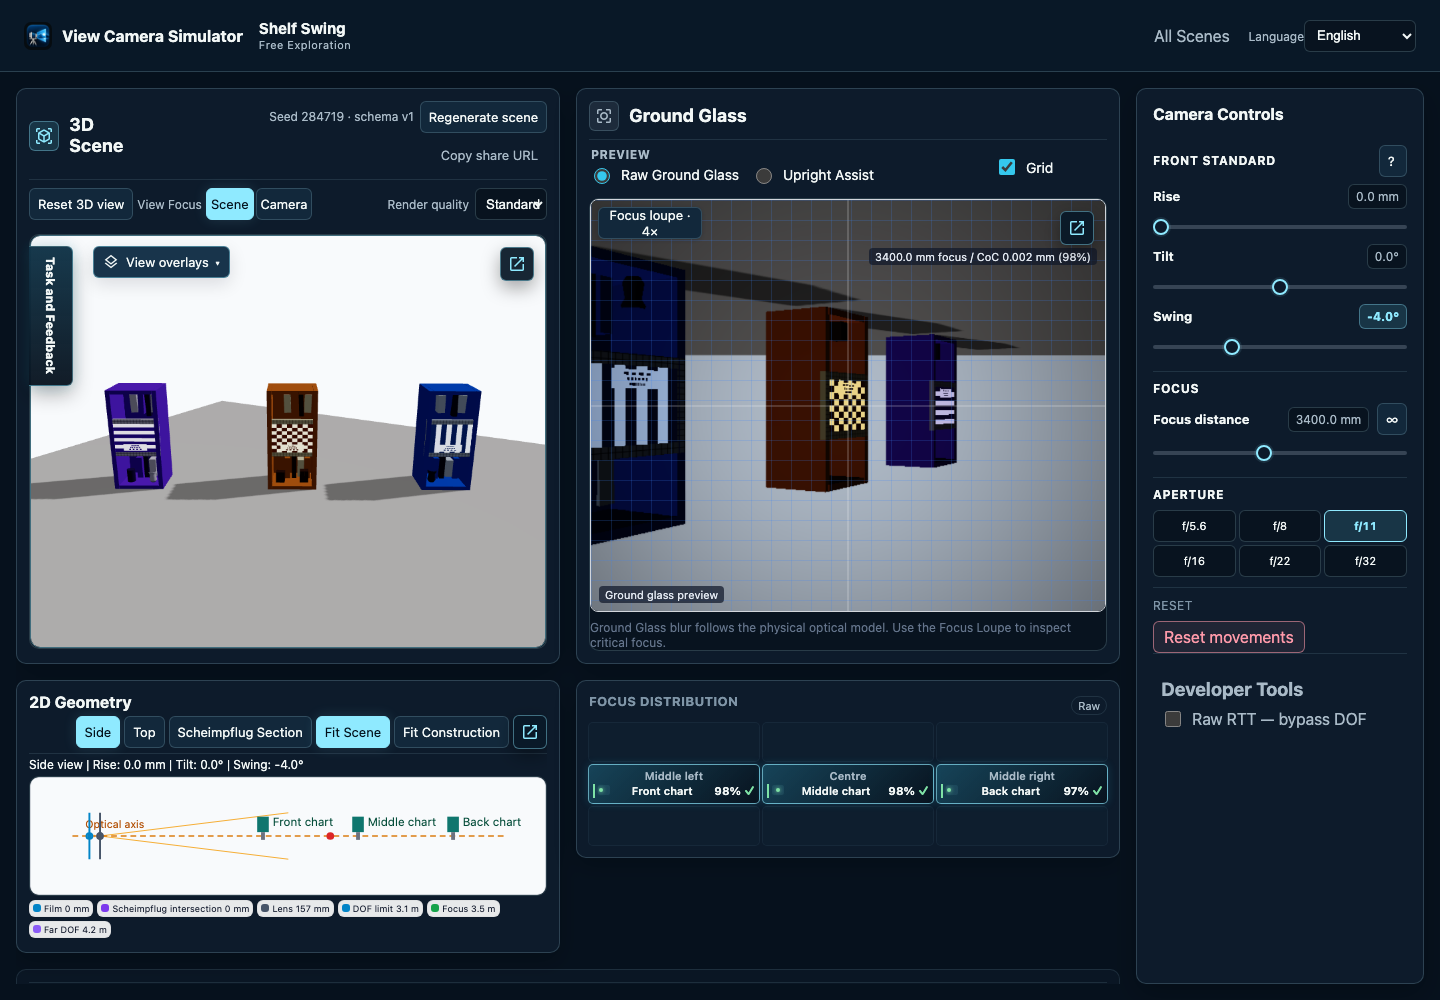 View Camera Simulator
Shelf Swing
Free Exploration
All Scenes
Language
English
3D Scene
Seed 284719 · schema v1
Regenerate scene
Copy share URL
Reset 3D view
View Focus
Scene
Camera
Render quality
Standard
Task and Feedback
View overlays
Ground Glass
PREVIEW
Raw Ground Glass
Upright Assist
Grid
Focus loupe · 4×
3400.0 mm focus / CoC 0.002 mm (98%)
Ground glass preview
Ground Glass blur follows the physical optical model. Use the Focus Loupe to inspect
critical focus.
Camera Controls
FRONT STANDARD
?
Rise
0.0 mm
Tilt
0.0°
Swing
-4.0°
FOCUS
Focus distance
3400.0 mm
∞
APERTURE
f/5.6
f/8
f/11
f/16
f/22
f/32
RESET
Reset movements
Developer Tools
Raw RTT — bypass DOF
2D Geometry
Side
Top
Scheimpflug Section
Fit Scene
Fit Construction
Side view | Rise: 0.0 mm | Tilt: 0.0° | Swing: -4.0°
Optical axis
Front chart
Middle chart
Back chart
Film 0 mm
Scheimpflug intersection 0 mm
Lens 157 mm
DOF limit 3.1 m
Focus 3.5 m
Far DOF 4.2 m
FOCUS DISTRIBUTION
Raw
Middle left
Front chart 98% ✓
Centre
Middle chart 98% ✓
Middle right
Back chart 97% ✓